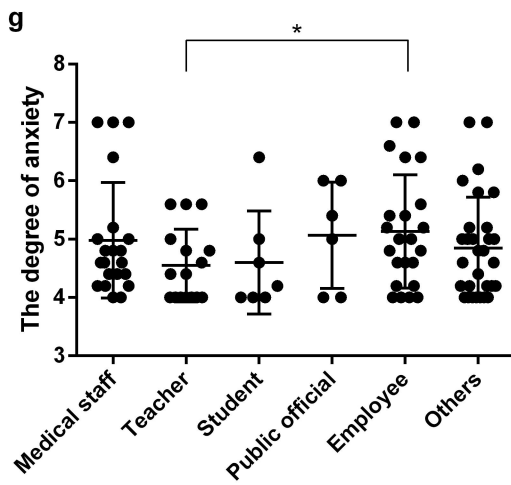 g
*
The degree of anxiety
8
7
6
5
4
3
Medical staff
Teacher
Student
Public official
Employee
Others